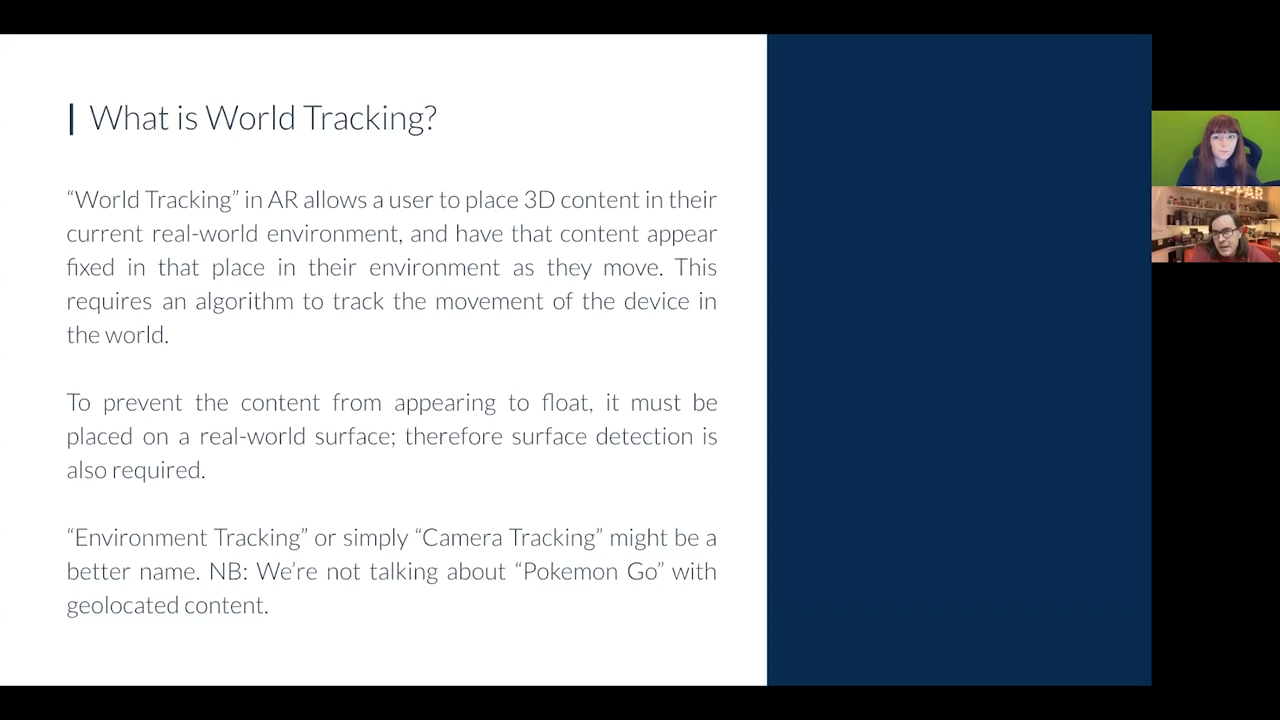 What is World Tracking?
“World Tracking” in AR allows a user to place 3D content in their
current real-world environment, and have that content appear
fixed in that place in their environment as they move. This
requires an algorithm to track the movement of the device in
the world.
To prevent the content from appearing to float, it must be
placed on a real-world surface; therefore surface detection is
also required.
“Environment Tracking” or simply “Camera Tracking” might be a
better name. NB: We’re not talking about “Pokemon Go” with
geolocated content.